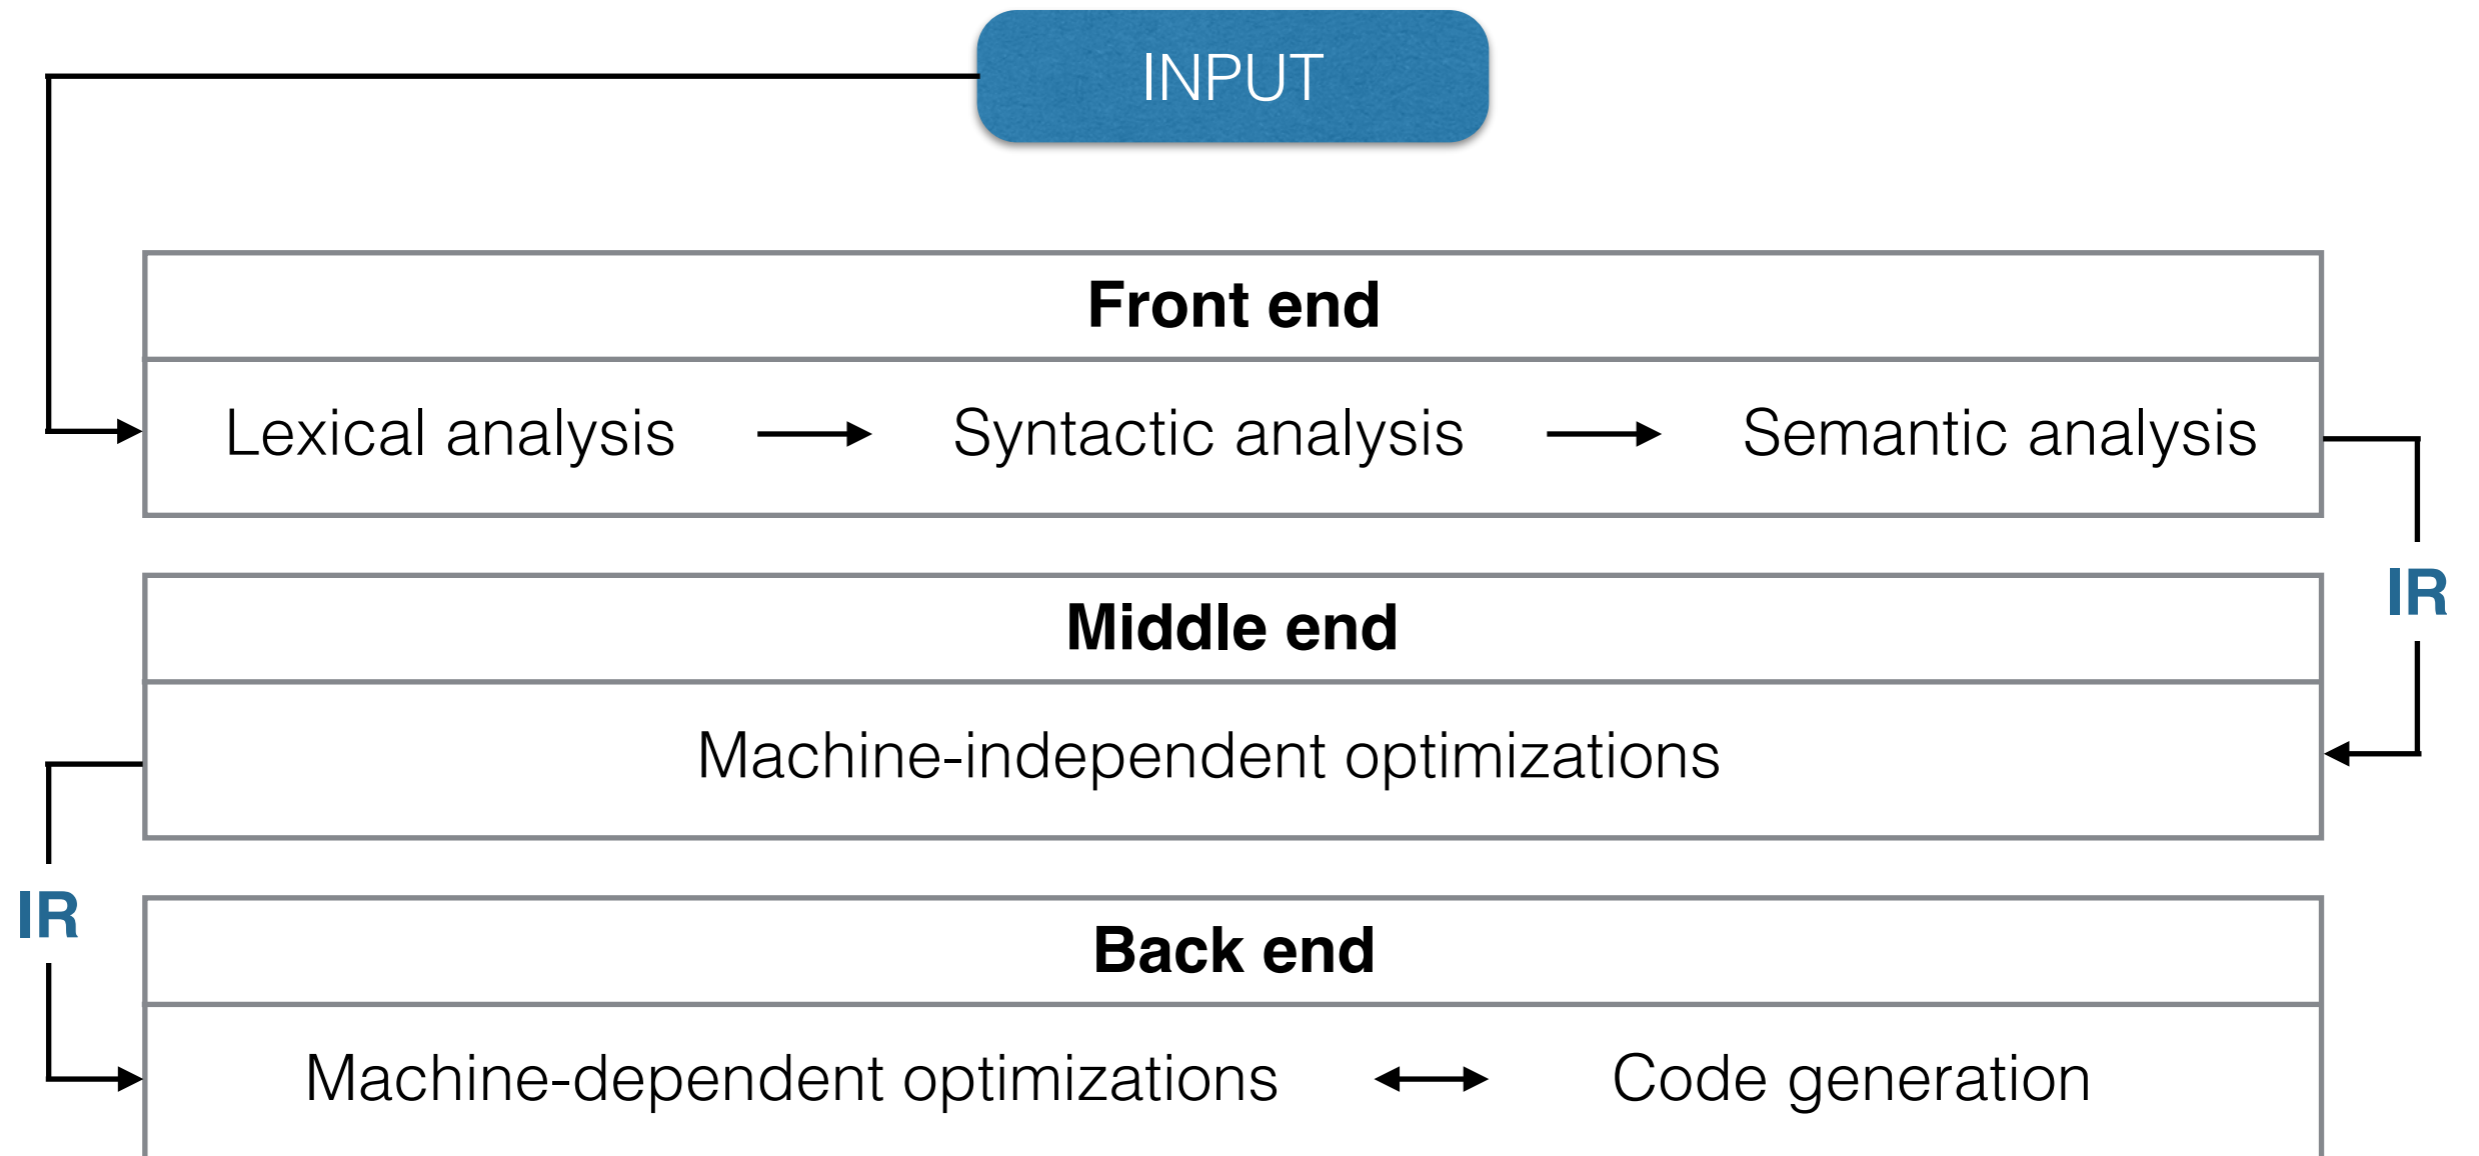 INPUT
Front end
Lexical analysis Syntactic analysis Semantic analysis
IR
Middle end
Machine-independent optimizations
IR
Back end
Machine-dependent optimizations Code generation